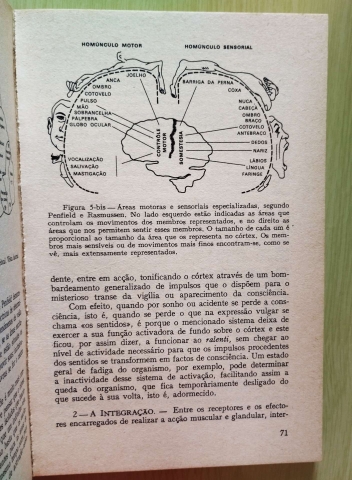 HOMÚNCULO MOTOR
HOMÚNCULO SENSORIAL
JOELHO
ANCA
OMBRO
COTOVELO
PULSO
MÃO
SOBRANCELHA
PALPEBRA
GLOBO OCULAR
VOCALIZAÇÃO
SALIVAÇÃO
MASTIGAÇÃO
CONTRÔLE MOTOR
SOMESTESIA
BARRIGA DA PERNA
COXA
NUCA
CABEÇA
OMBRO
BRAÇO
COTOVELO
ANTEBRAÇO
DEDOS
NARIZ
LÁBIOS
LÍNGUA
FARINGE
Figura 5-bis — Áreas motoras e sensoriais especializadas, segundo
Penfield e Rasmussen. No lado esquerdo estão indicadas as áreas que
controlam os movimentos dos membros representados, e no direito as
áreas que nos permitem sentir esses membros. O tamanho de cada um é
proporcional ao tamanho da área que os representa no córtex. Os mem-
bros mais sensíveis ou de movimentos mais finos encontram-se, como se
vê, mais extensamente representados.
dente, entre em acção, tonificando o córtex através de um bom-
bardeamento generalizado de impulsos que o dispõem para o
misterioso transe da vigília ou aparecimento da consciência.
Com efeito, quando por sonho ou acidente se perde a cons-
ciência, isto é, quando se perde o que na expressão vulgar se
chama «os sentidos», é porque o mencionado sistema deixa de
exercer a sua função activadora de fundo sobre o córtex e este
ficou, por assim dizer, a funcionar ao ralenti, sem chegar ao
nível de actividade necessário para que os impulsos procedentes
dos sentidos se transformem em factos de consciência. Um estado
geral de fadiga do organismo, por exemplo, pode determinar
a inactividade desse sistema de activação, facilitando assim a
queda do organismo, que fica temporàriamente desligado do
que sucede à sua volta, isto é, adormecido.
2 — A INTEGRAÇÃO. — Entre os receptores e os efecto-
res encarregados de realizar a acção muscular e glandular, inter-
71